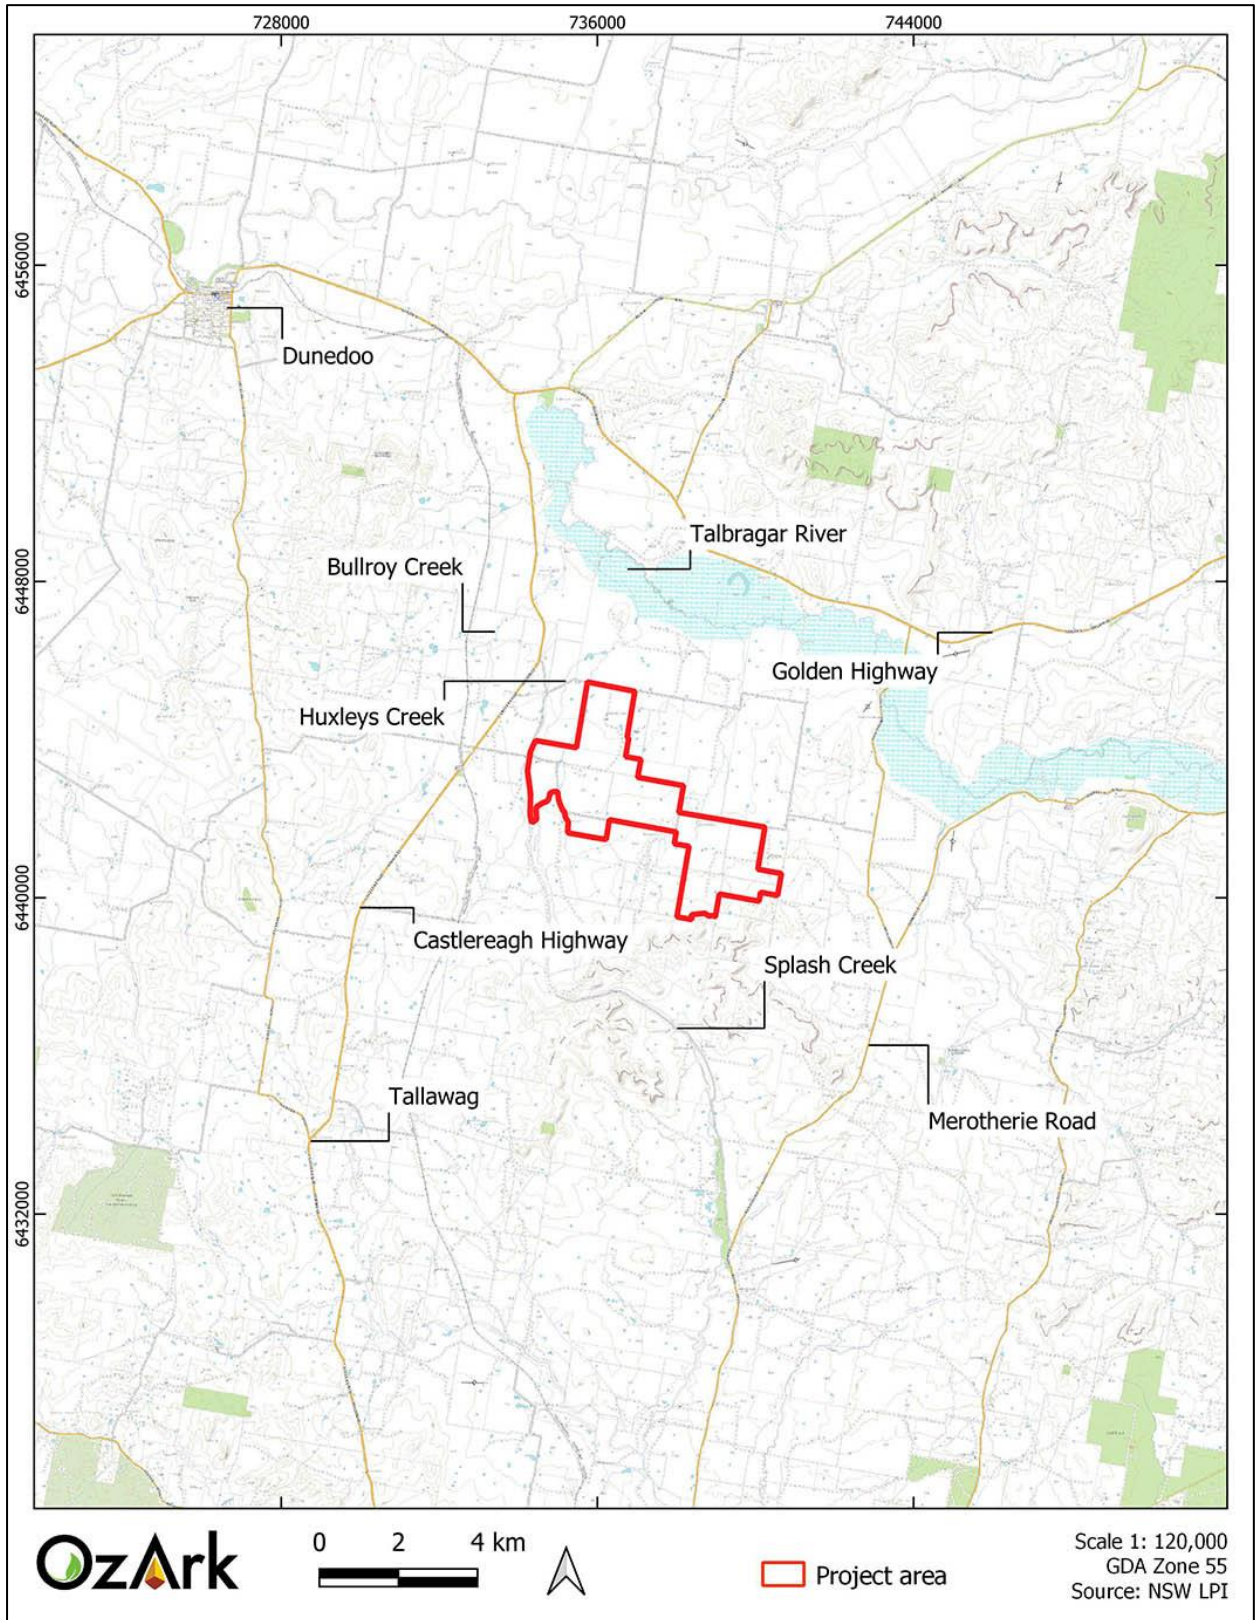 728000
736000
744000
6456000
6448000
6440000
6432000
Dunedoo
Talbragar River
Bullroy Creek
Golden Highway
Huxleys Creek
Castlereagh Highway
Splash Creek
Tallawag
Merotherie Road
OzArk
0 2 4 km
Project area
Scale 1: 120,000
GDA Zone 55
Source: NSW LPI